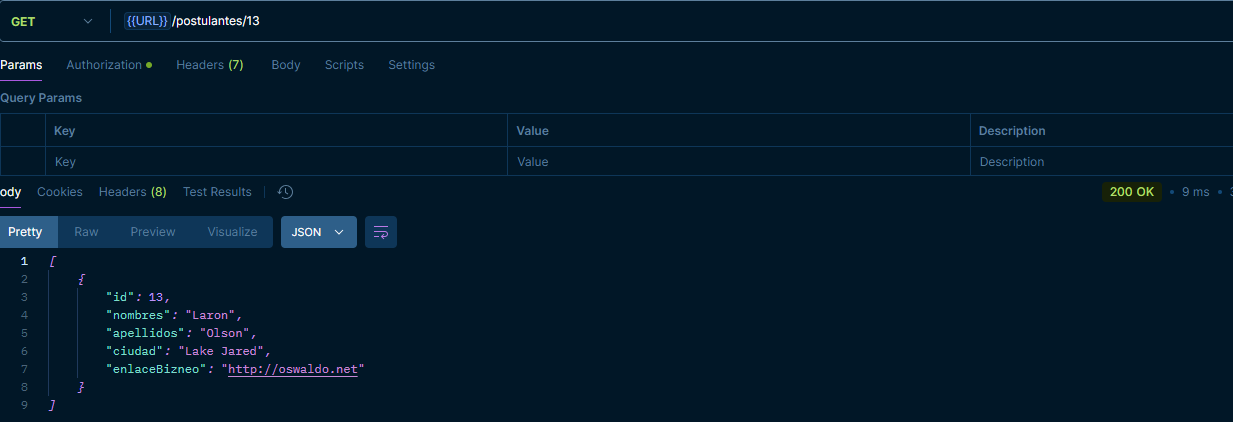 GET {{URL}}/postulantes/13
Params Authorization Headers (7) Body Scripts Settings
Query Params
Key Value Description
Key Value Description
ody Cookies Headers (8) Test Results 200 OK • 9 ms •
Pretty Raw Preview Visualize JSON
1 [
2 {
3 "id": 13,
4 "nombres": "Laron",
5 "apellidos": "Olson",
6 "ciudad": "Lake Jared",
7 "enlaceBizneo": "http://oswaldo.net"
8 }
9 ]